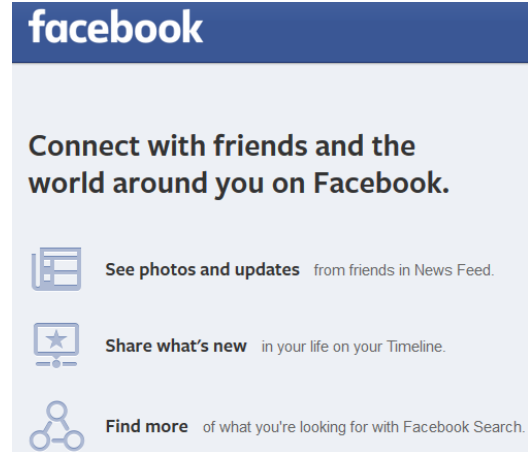 facebook
Connect with friends and the
world around you on Facebook.
See photos and updates from friends in News Feed.
Share what's new in your life on your Timeline.
Find more of what you're looking for with Facebook Search.